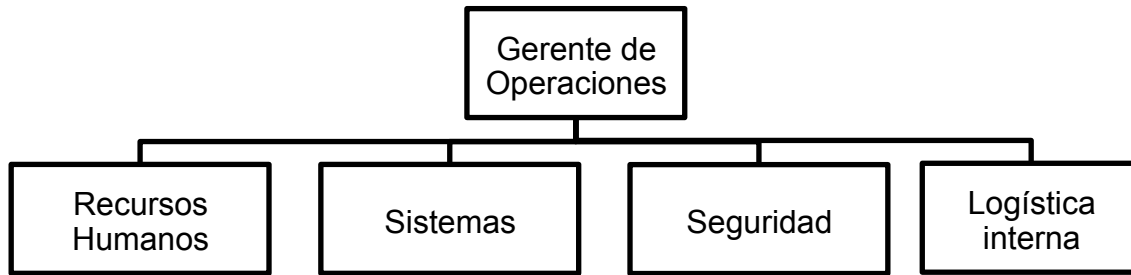 Gerente de
Operaciones
Recursos
Humanos
Sistemas
Seguridad
Logística
interna